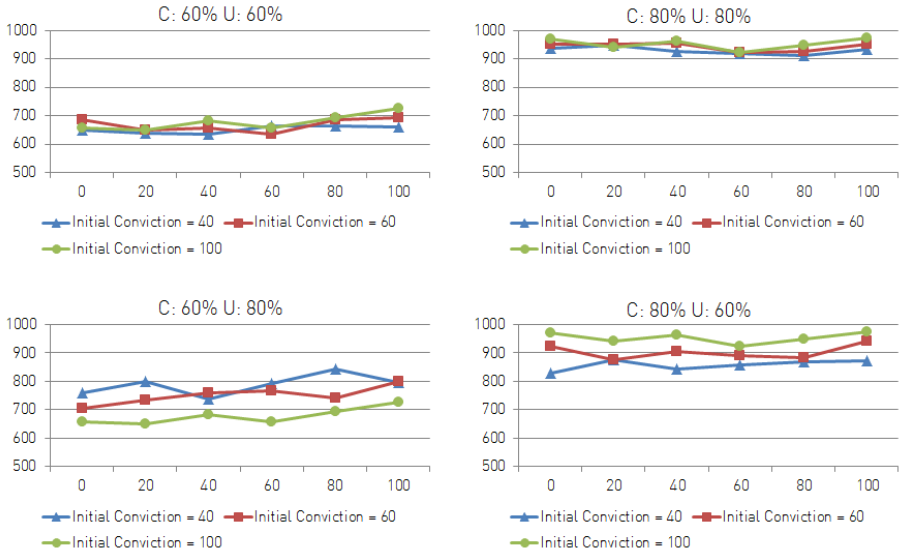 C: 60% U: 60%
1000
900
800
700
600
500
0 20 40 60 80 100
Initial Conviction = 40 Initial Conviction = 60
Initial Conviction = 100
C: 80% U: 80%
1000
900
800
700
600
500
0 20 40 60 80 100
Initial Conviction = 40 Initial Conviction = 60
Initial Conviction = 100
C: 60% U: 80%
1000
900
800
700
600
500
0 20 40 60 80 100
Initial Conviction = 40 Initial Conviction = 60
Initial Conviction = 100
C: 80% U: 60%
1000
900
800
700
600
500
0 20 40 60 80 100
Initial Conviction = 40 Initial Conviction = 60
Initial Conviction = 100